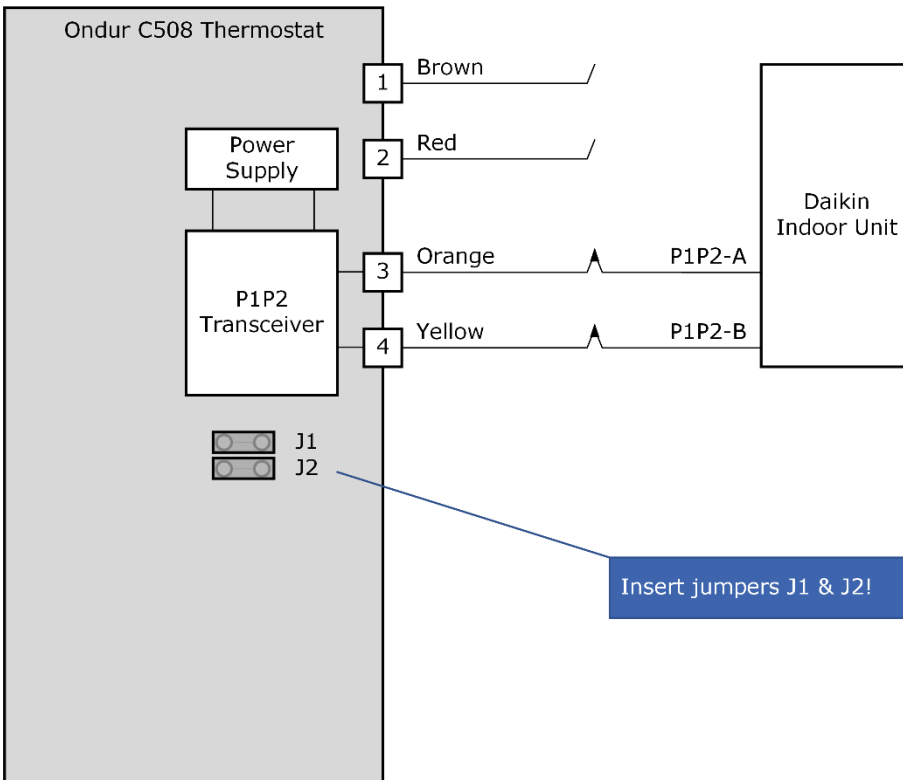 Ondur C508 Thermostat
1
Brown
2
Red
Power
Supply
Daikin
Indoor Unit
3
Orange
P1P2-A
P1P2
Transceiver
4
Yellow
P1P2-B
J1
J2
Insert jumpers J1 & J2!